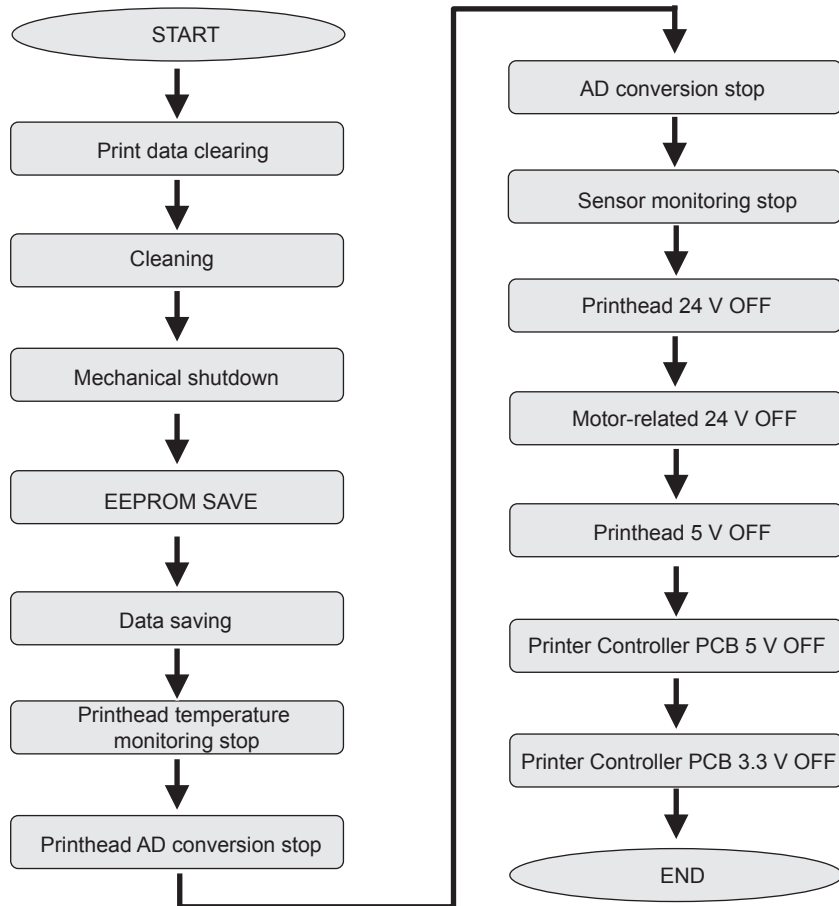 START
Print data clearing
Cleaning
Mechanical shutdown
EEPROM SAVE
Data saving
Printhead temperature
monitoring stop
Printhead AD conversion stop
AD conversion stop
Sensor monitoring stop
Printhead 24 V OFF
Motor-related 24 V OFF
Printhead 5 V OFF
Printer Controller PCB 5 V OFF
Printer Controller PCB 3.3 V OFF
END